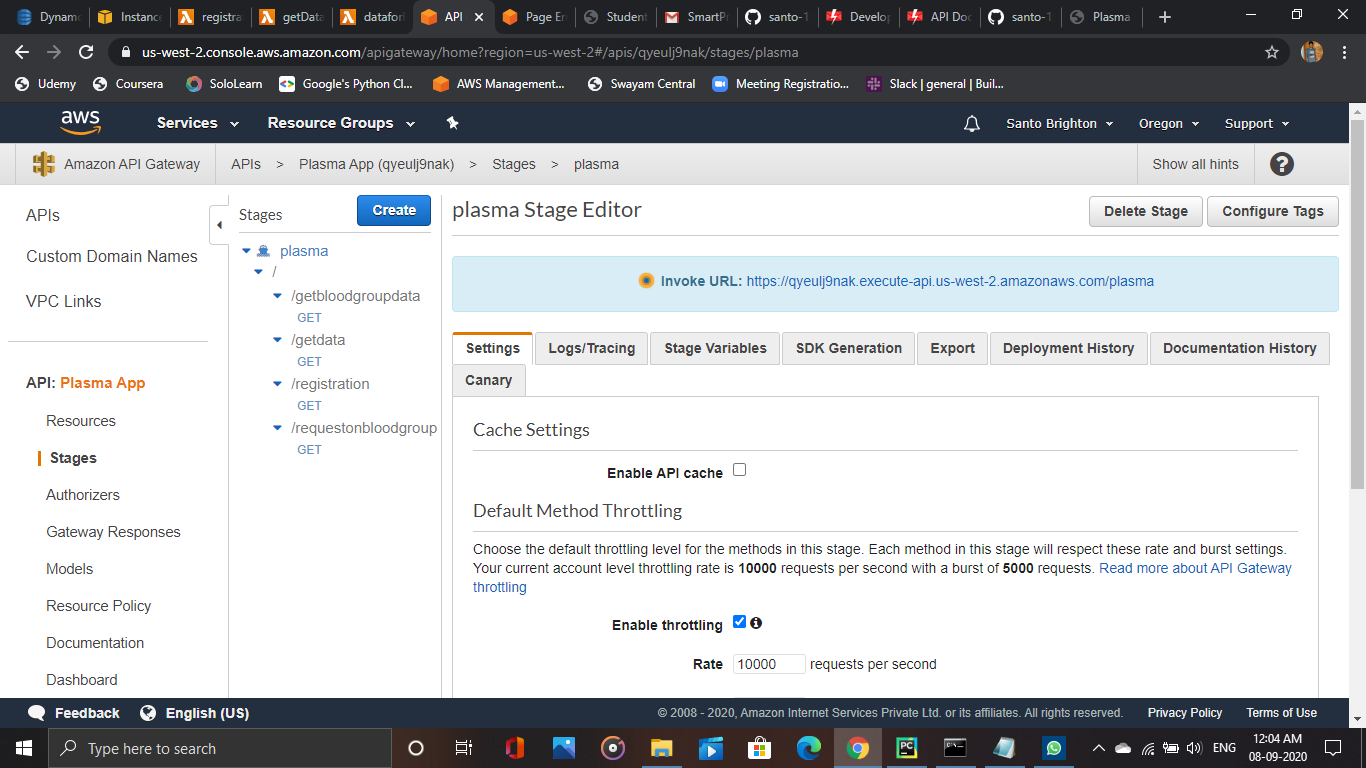 Dynam
Instance
registra
getData
datafor
API
Page Er
Student
SmartP
santo-1
Develop
API Doc
santo-1
Plasma
us-west-2.console.aws.amazon.com/apigateway/home?region=us-west-2#/apis/qyeulj9nak/stages/plasma
Udemy
Coursera
SoloLearn
Google's Python Cl...
AWS Management...
Swayam Central
Meeting Registratio...
Slack | general | Buil...
aws
Services
Resource Groups
Santo Brighton
Oregon
Support
Amazon API Gateway
APIs > Plasma App (qyeulj9nak) > Stages > plasma
Show all hints
APIs
Custom Domain Names
VPC Links
API: Plasma App
Resources
Stages
Authorizers
Gateway Responses
Models
Resource Policy
Documentation
Dashboard
Stages
Create
plasma
/
/getbloodgroupdata
GET
/getdata
GET
/registration
GET
/requestonbloodgroup
GET
plasma Stage Editor
Delete Stage
Configure Tags
Invoke URL: https://qyeulj9nak.execute-api.us-west-2.amazonaws.com/plasma
Settings
Logs/Tracing
Stage Variables
SDK Generation
Export
Deployment History
Documentation History
Canary
Cache Settings
Enable API cache
Default Method Throttling
Choose the default throttling level for the methods in this stage. Each method in this stage will respect these rate and burst settings.
Your current account level throttling rate is 10000 requests per second with a burst of 5000 requests. Read more about API Gateway
throttling
Enable throttling
Rate 10000 requests per second
Feedback
English (US)
© 2008 - 2020, Amazon Internet Services Private Ltd. or its affiliates. All rights reserved.
Privacy Policy
Terms of Use
Type here to search
ENG
12:04 AM
08-09-2020